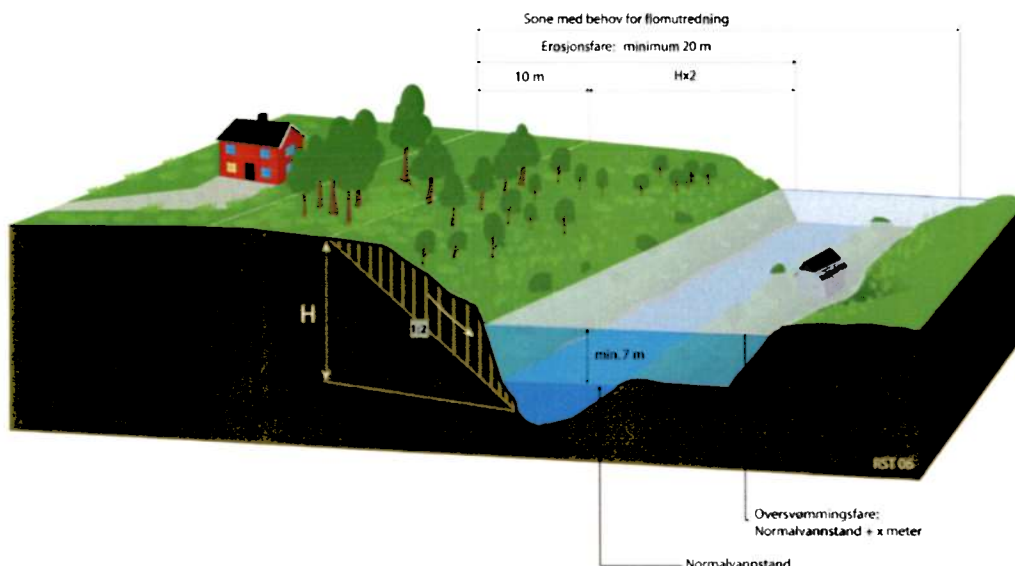 Sone med behov for flomutredning
Erosjonsfare: minimum 20 m
10 m
Hx2
H
1:2
min. 7 m
RST 06
Oversvømmingsfare:
Normalvannstand + x meter
Normalvannstand